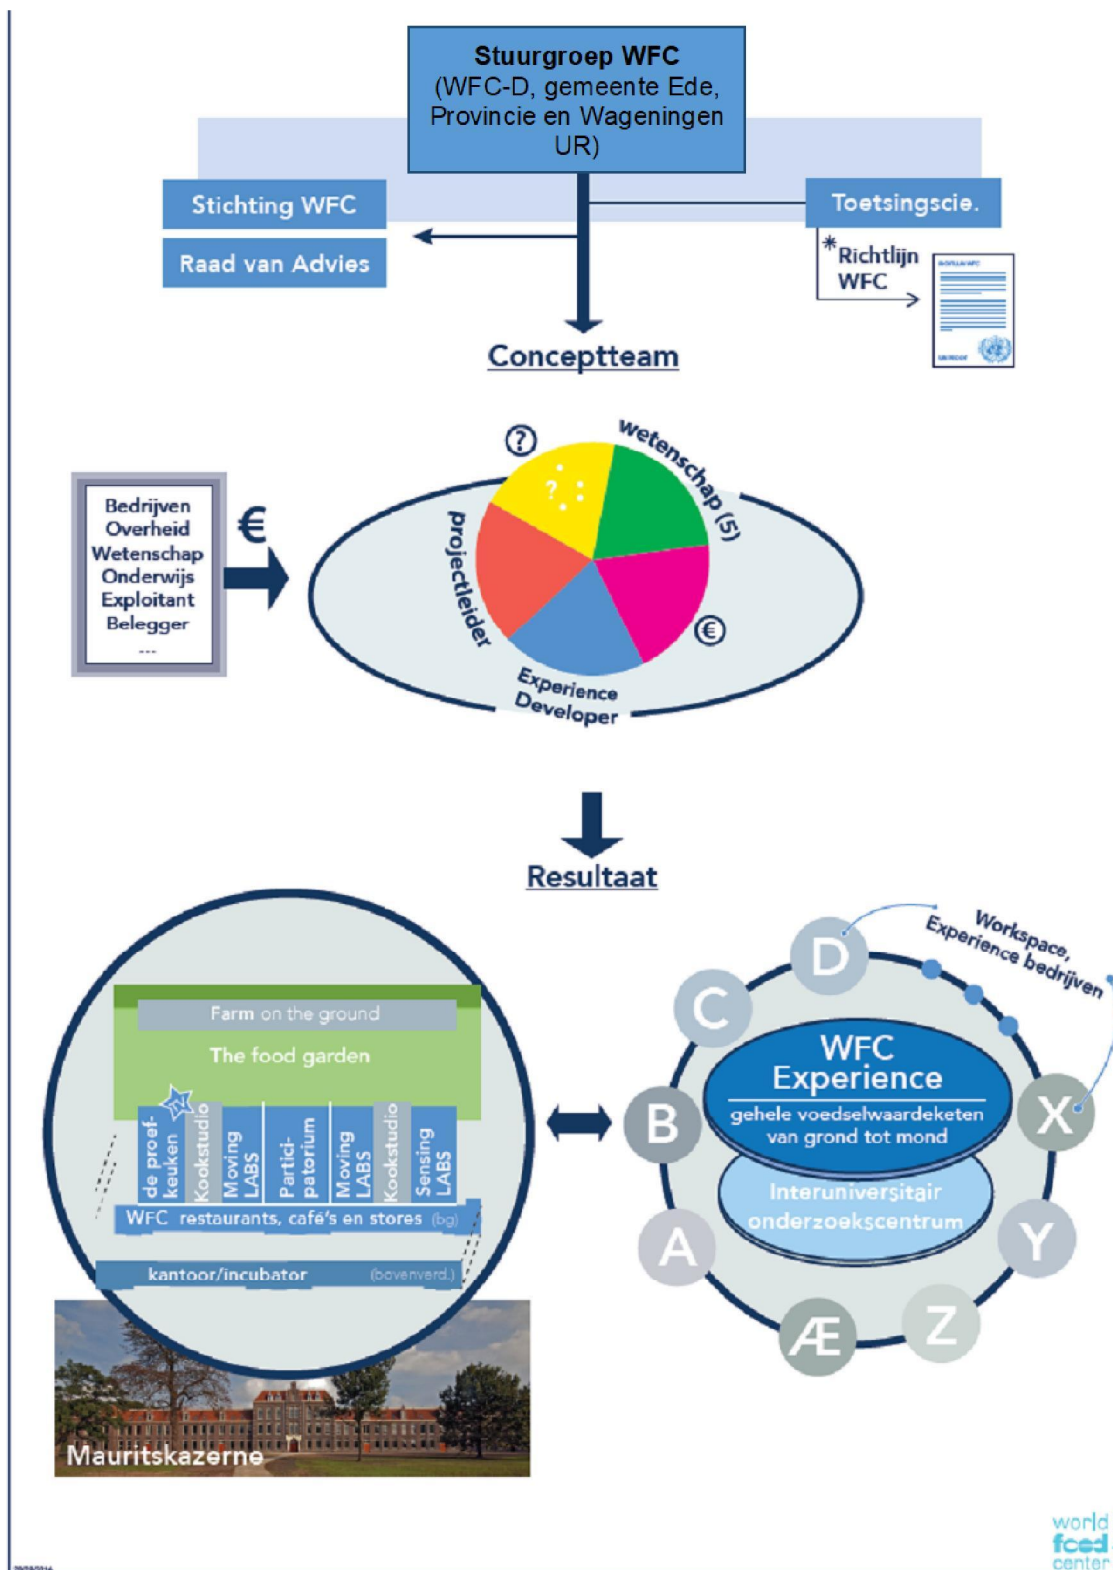 Stuurgroep WFC
(WFC-D, gemeente Ede,
Provincie en Wageningen
UR)
Stichting WFC
Toetsingscie.
Raad van Advies
*Richtlijn
WFC
Conceptteam
?
wetenschap (5)
?
Bedrijven
Overheid
Wetenschap
Onderwijs
Exploitant
Belegger
...
€
projectleider
€
Experience
Developer
Resultaat
Workspace,
Experience bedrijven
D
C
B
A
Æ
Z
Y
X
Farm on the ground
The food garden
de proef-
keuken
Kookstudio
Moving
LABS
Partici-
patorium
Moving
LABS
Kookstudio
Sensing
LABS
WFC restaurants, café's en stores (bg)
kantoor/incubator (bovenverd.)
WFC
Experience
gehele voedselwaardeketen
van grond tot mond
Interuniversitair
onderzoekscentrum
Mauritskazerne
world
food
center